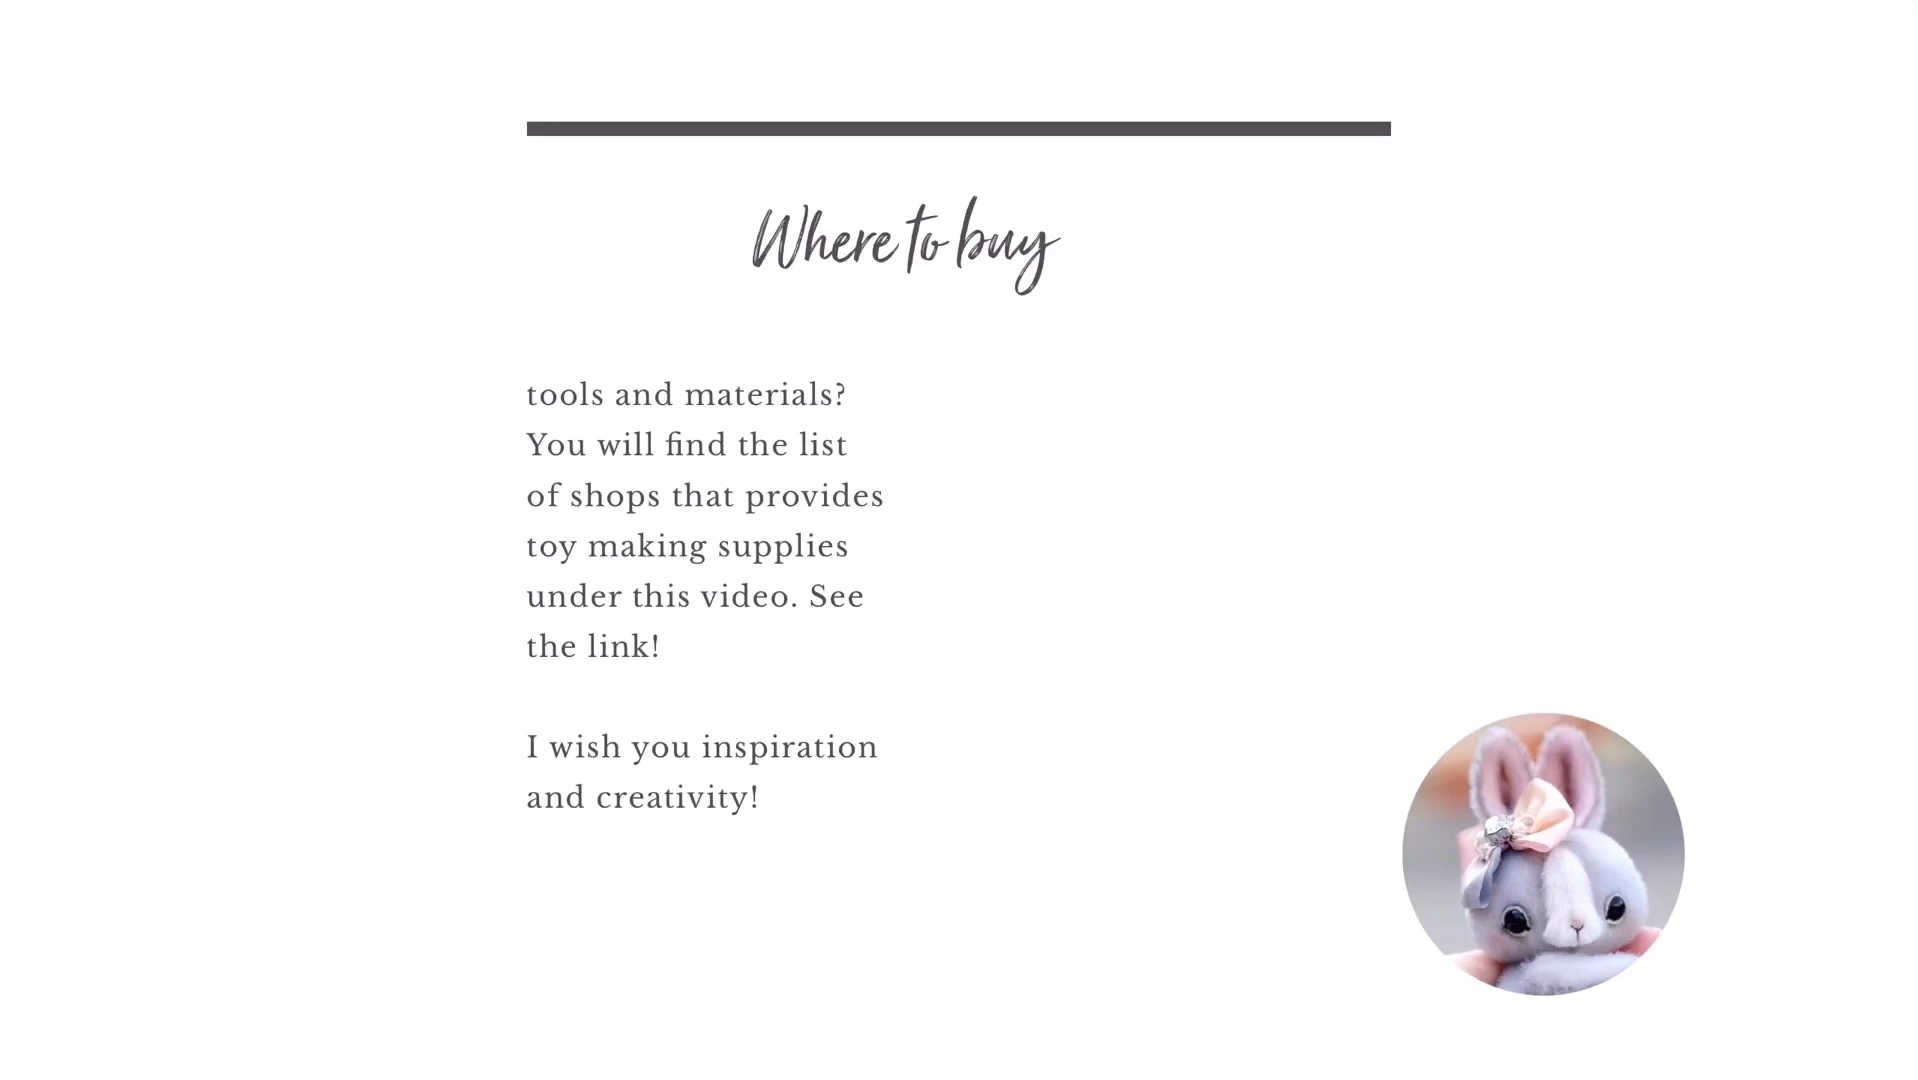 Where to buy
tools and materials?
You will find the list
of shops that provides
toy making supplies
under this video. See
the link!
I wish you inspiration
and creativity!